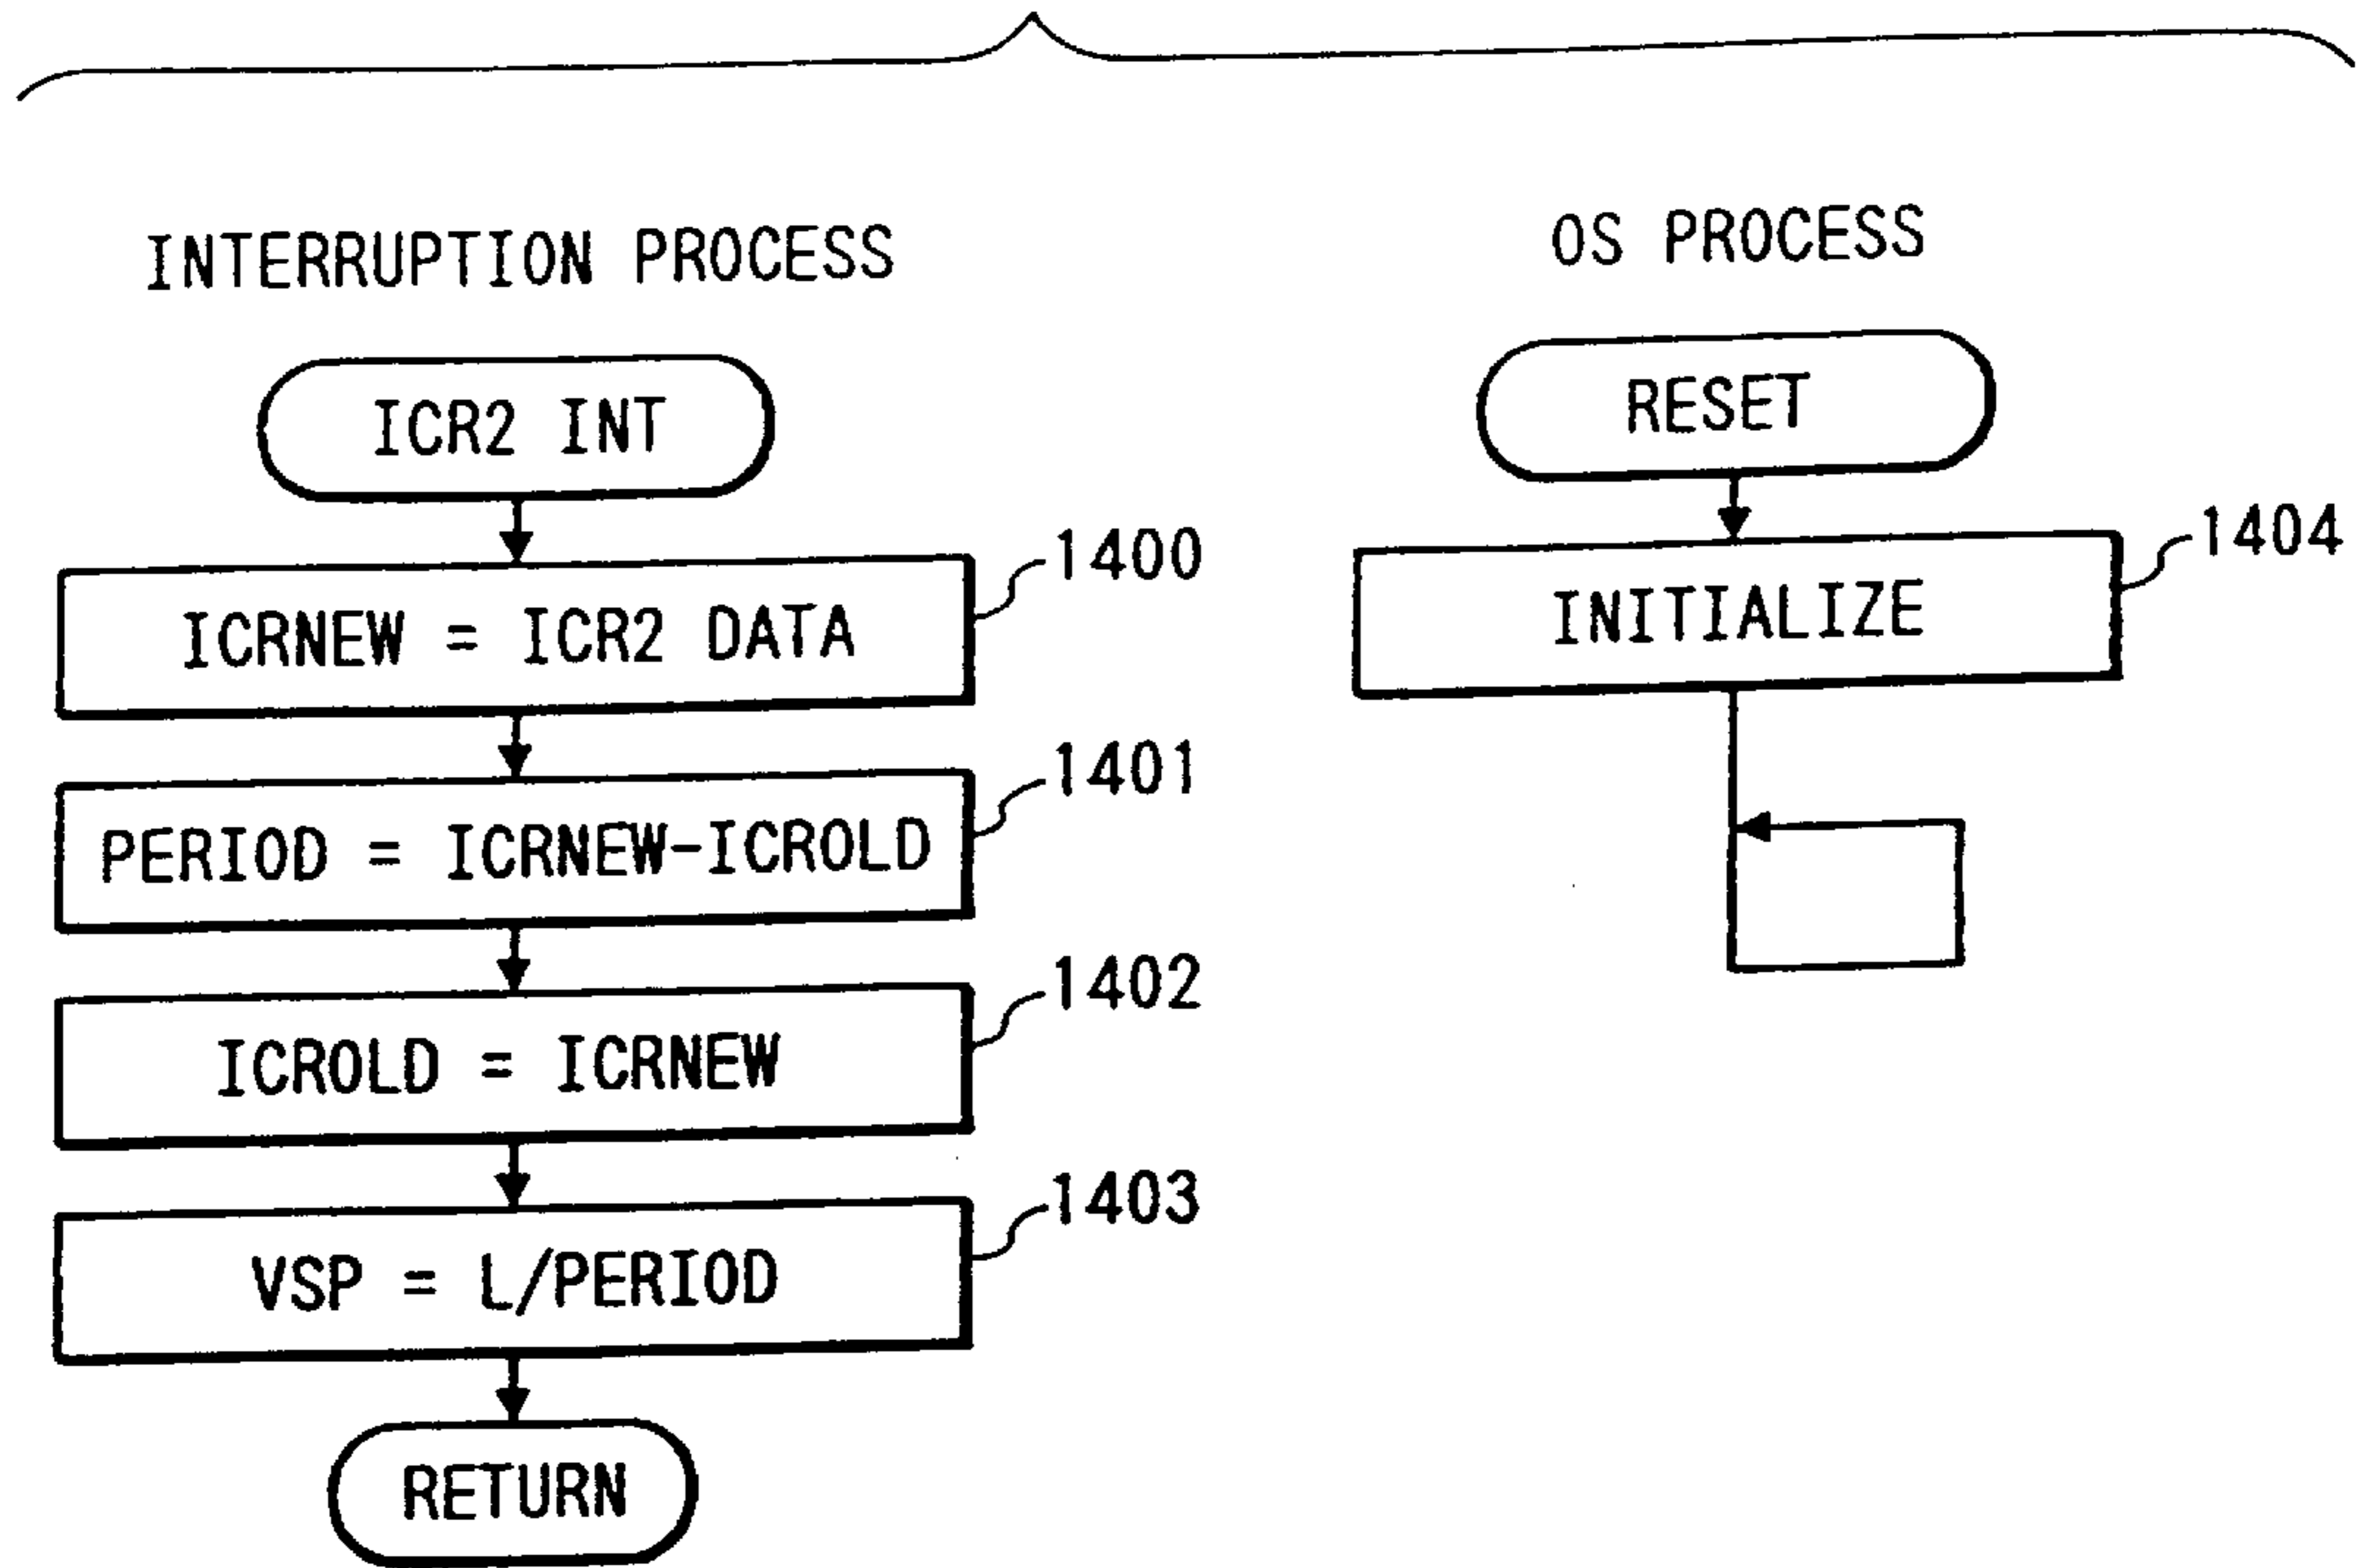 INTERRUPTION PROCESS
ICR2 INT
ICRNEW = ICR2 DATA
1400
PERIOD = ICRNEW-ICROLD
1401
ICROLD = ICRNEW
1402
VSP = L/PERIOD
1403
RETURN
OS PROCESS
RESET
INITIALIZE
1404